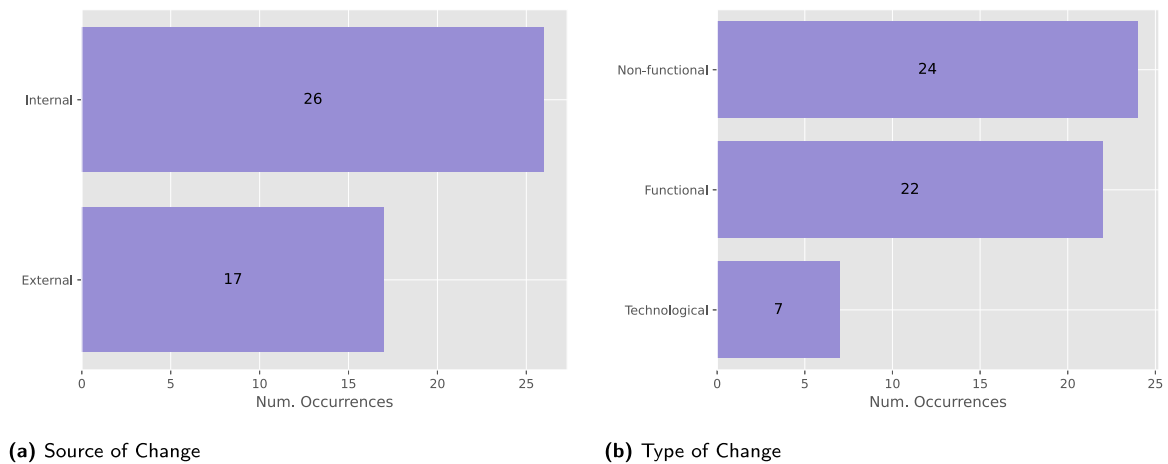 Internal
26
External
17
0 5 10 15 20 25
Num. Occurrences
(a) Source of Change
Non-functional
24
Functional
22
Technological
7
0 5 10 15 20 25
Num. Occurrences
(b) Type of Change